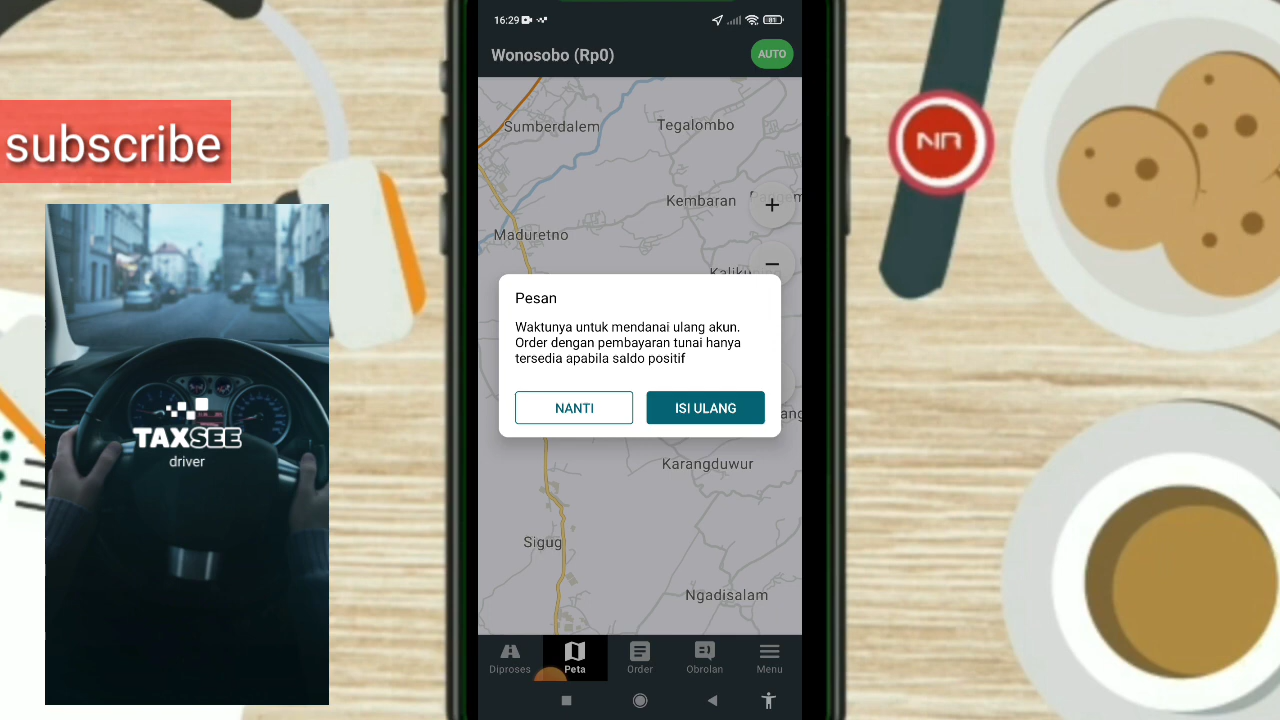 16:29
Wonosobo (Rp0)
AUTO
subscribe
Sumberdalem
Tegalombo
Kembaran
Maduretno
+
−
Pesan
Waktunya untuk mendanai ulang akun.
Order dengan pembayaran tunai hanya
tersedia apabila saldo positif
NANTI
ISI ULANG
TAXSEE
driver
Karangduwur
Sigug
Ngadisalam
Diproses
Peta
Order
Obrolan
Menu
NR
81